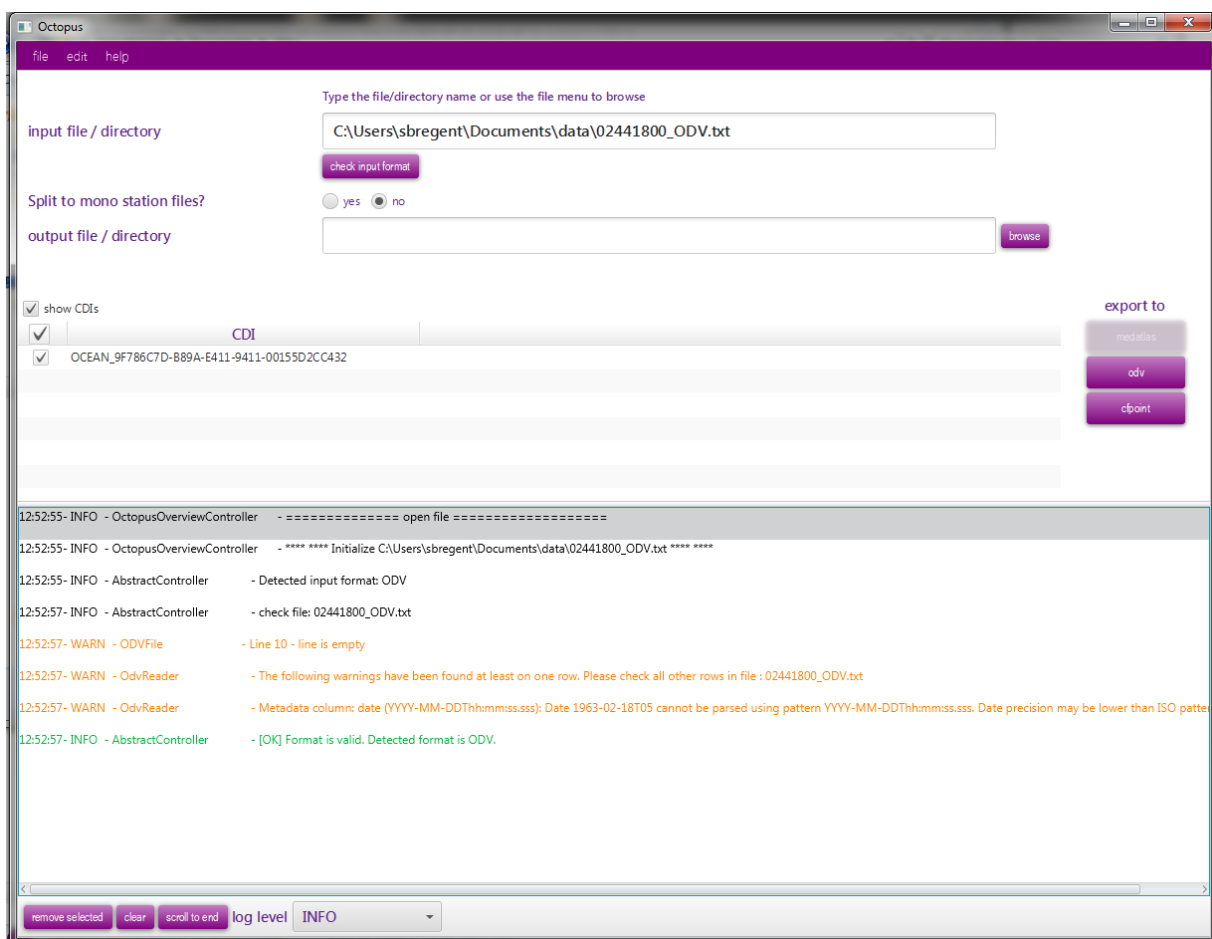 Octopus
file edit help
Type the file/directory name or use the file menu to browse
input file / directory
C:\Users\sbregent\Documents\data\02441800_ODV.txt
check input format
Split to mono station files?
yes no
output file / directory
browse
show CDIs
export to
CDI
medatlas
OCEAN_9F786C7D-B89A-E411-9411-00155D2CC432
odv
cfpoint
12:52:55- INFO - OctopusOverviewController - ============== open file ===================
12:52:55- INFO - OctopusOverviewController - **** **** Initialize C:\Users\sbregent\Documents\data\02441800_ODV.txt **** ****
12:52:55- INFO - AbstractController - Detected input format: ODV
12:52:57- INFO - AbstractController - check file: 02441800_ODV.txt
12:52:57- WARN - ODVFile - Line 10 - line is empty
12:52:57- WARN - OdvReader - The following warnings have been found at least on one row. Please check all other rows in file : 02441800_ODV.txt
12:52:57- WARN - OdvReader - Metadata column: date (YYYY-MM-DDThh:mm:ss.sss): Date 1963-02-18T05 cannot be parsed using pattern YYYY-MM-DDThh:mm:ss.sss. Date precision may be lower than ISO patter
12:52:57- INFO - AbstractController - [OK] Format is valid. Detected format is ODV.
remove selected clear scroll to end log level INFO